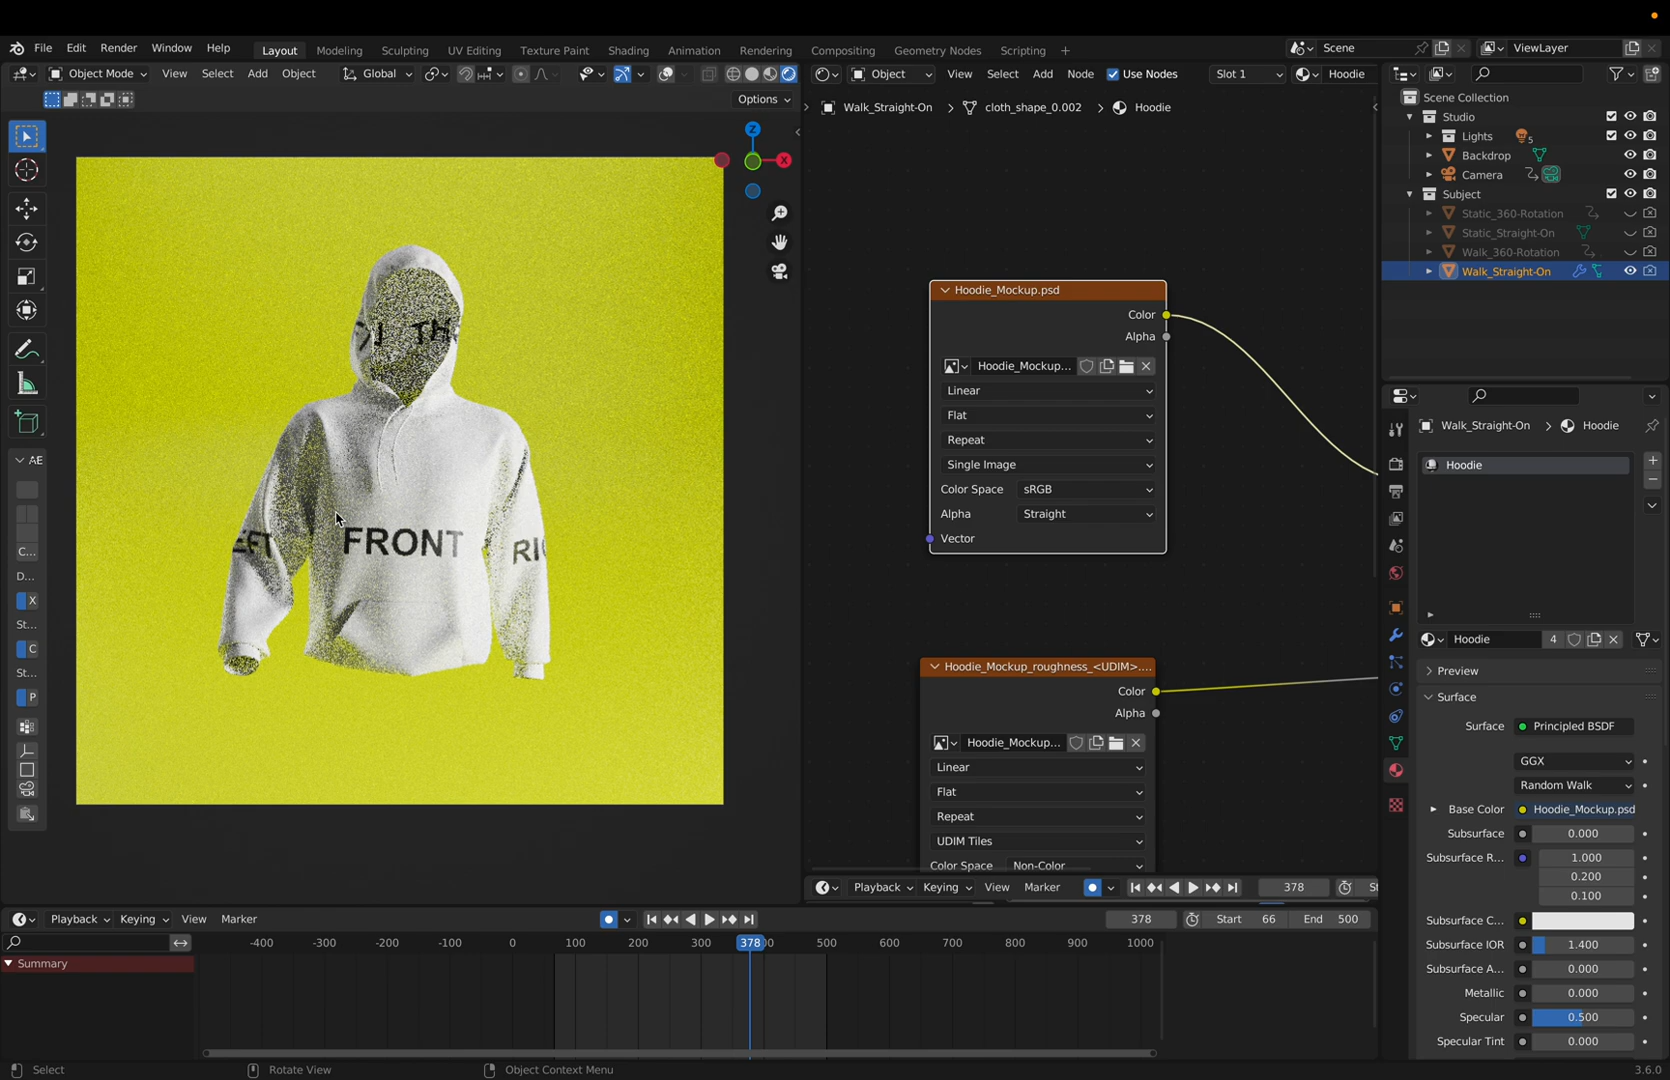 File Edit Render Window Help Layout Modeling Sculpting UV Editing Texture Paint Shading Animation Rendering Compositing Geometry Nodes Scripting + Scene ViewLayer
Object Mode View Select Add Object Global
Object View Select Add Node Use Nodes Slot 1 Hoodie
Options
Walk_Straight-On > cloth_shape_0.002 > Hoodie
Z
X
FRONT
AE
C...
D...
X
St...
C
St...
P
Hoodie_Mockup.psd
Color
Alpha
Hoodie_Mockup...
Linear
Flat
Repeat
Single Image
Color Space sRGB
Alpha Straight
Vector
Hoodie_Mockup_roughness_<UDIM>....
Color
Alpha
Hoodie_Mockup...
Linear
Flat
Repeat
UDIM Tiles
Color Space Non-Color
Playback Keying View Marker 378 St
Scene Collection
Studio
Lights 5
Backdrop
Camera
Subject
Static_360-Rotation
Static_Straight-On
Walk_360-Rotation
Walk_Straight-On
Walk_Straight-On > Hoodie
Hoodie
Hoodie 4
Preview
Surface
Surface Principled BSDF
GGX
Random Walk
Base Color Hoodie_Mockup.psd
Subsurface 0.000
Subsurface R... 1.000
0.200
0.100
Subsurface C...
Subsurface IOR 1.400
Subsurface A... 0.000
Metallic 0.000
Specular 0.500
Specular Tint 0.000
Playback Keying View Marker 378 Start 66 End 500
-400 -300 -200 -100 0 100 200 300 378 500 600 700 800 900 1000
Summary
Select Rotate View Object Context Menu 3.6.0